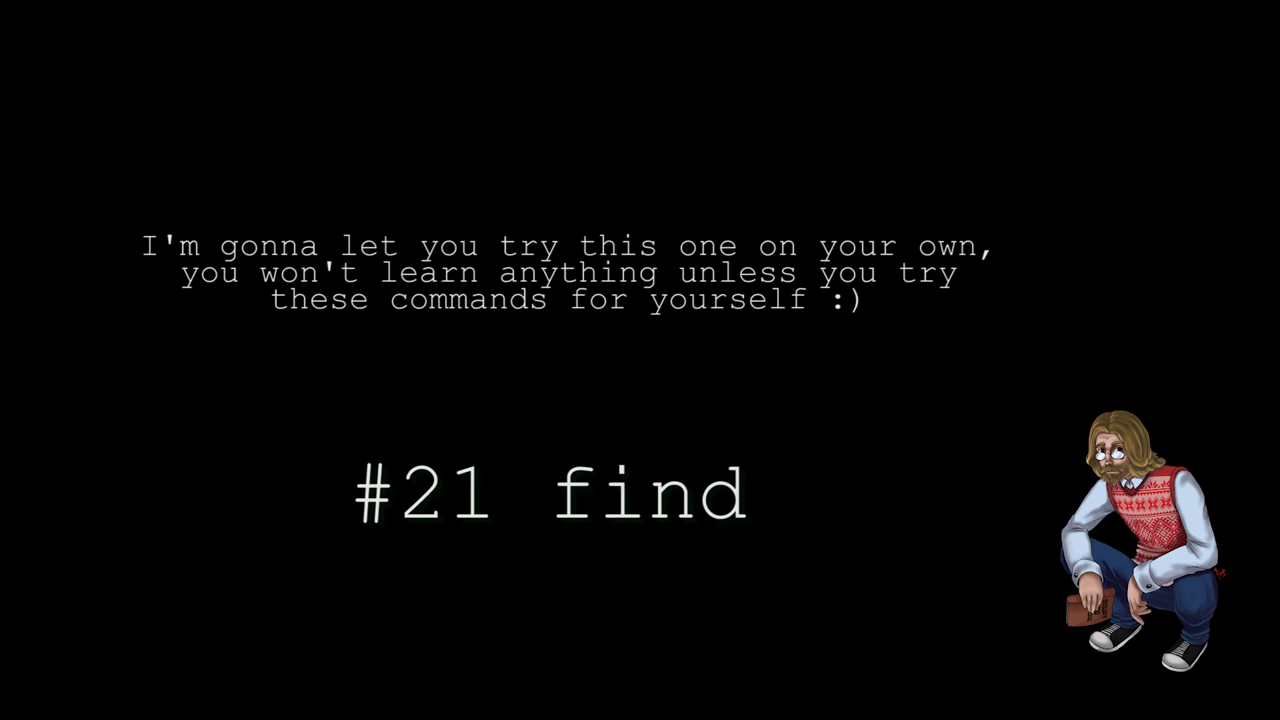 I'm gonna let you try this one on your own,
you won't learn anything unless you try
these commands for yourself :)
#21 find